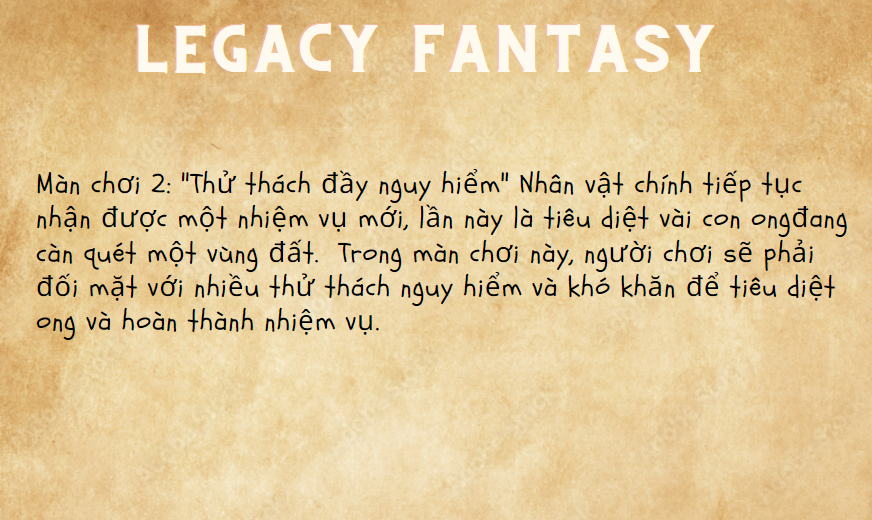 LEGACY FANTASY
Màn chơi 2: "Thử thách đầy nguy hiểm" Nhân vật chính tiếp tục
nhận được một nhiệm vụ mới, lần này là tiêu diệt vài con ongđang
càn quét một vùng đất.  Trong màn chơi này, người chơi sẽ phải
đối mặt với nhiều thử thách nguy hiểm và khó khăn để tiêu diệt
ong và hoàn thành nhiệm vụ.